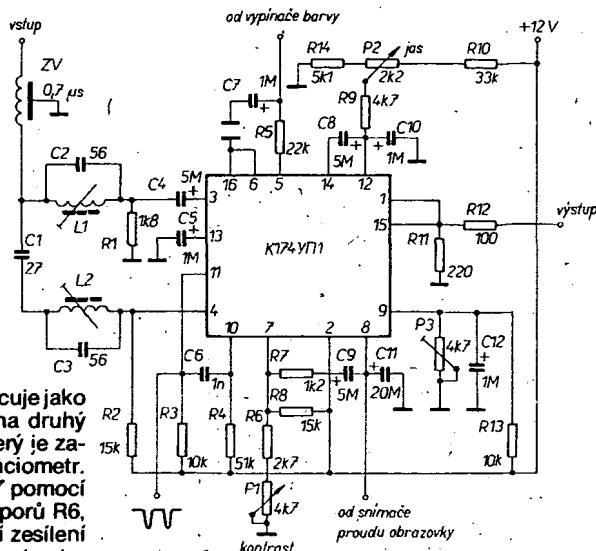 vstup
od vypínače barvy
+12 V
ZV
0,7 µs
R14
5k1
P2
2k2
jas
R10
33k
C7
1M
+
R9
4k7
C2
56
R5
22k
C8
5M
+
+
C10
1M
C4
5M
+
16
6
5
14
12
L1
R1
1k8
C5
1M
+
3
13
11
4
К174УП1
1
15
9
R12
100
výstup
R11
220
C1
27
L2
C3
56
10
7
2
8
P3
4k7
C12
+
1M
C6
1n
R7
1k2
C9
5M
+
+
C11
20M
R8
15k
R2
15k
R3
10k
R4
51k
R6
2k7
R13
10k
P1
4k7
kontrast
od snímače
proudu obrazovky
cuje jako
na druhý
erý je za-
nciometr.
Y pomocí
porů R6,
í zesílení